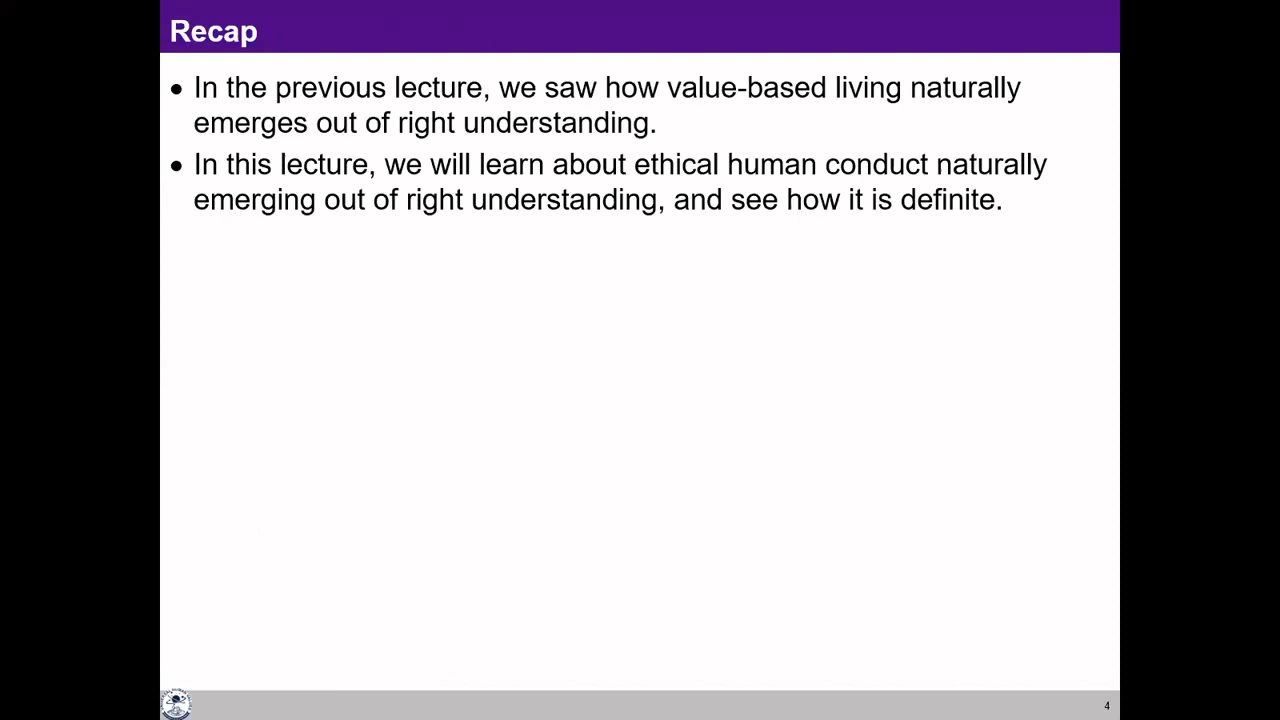 Recap
• In the previous lecture, we saw how value-based living naturally
emerges out of right understanding.
• In this lecture, we will learn about ethical human conduct naturally
emerging out of right understanding, and see how it is definite.
4